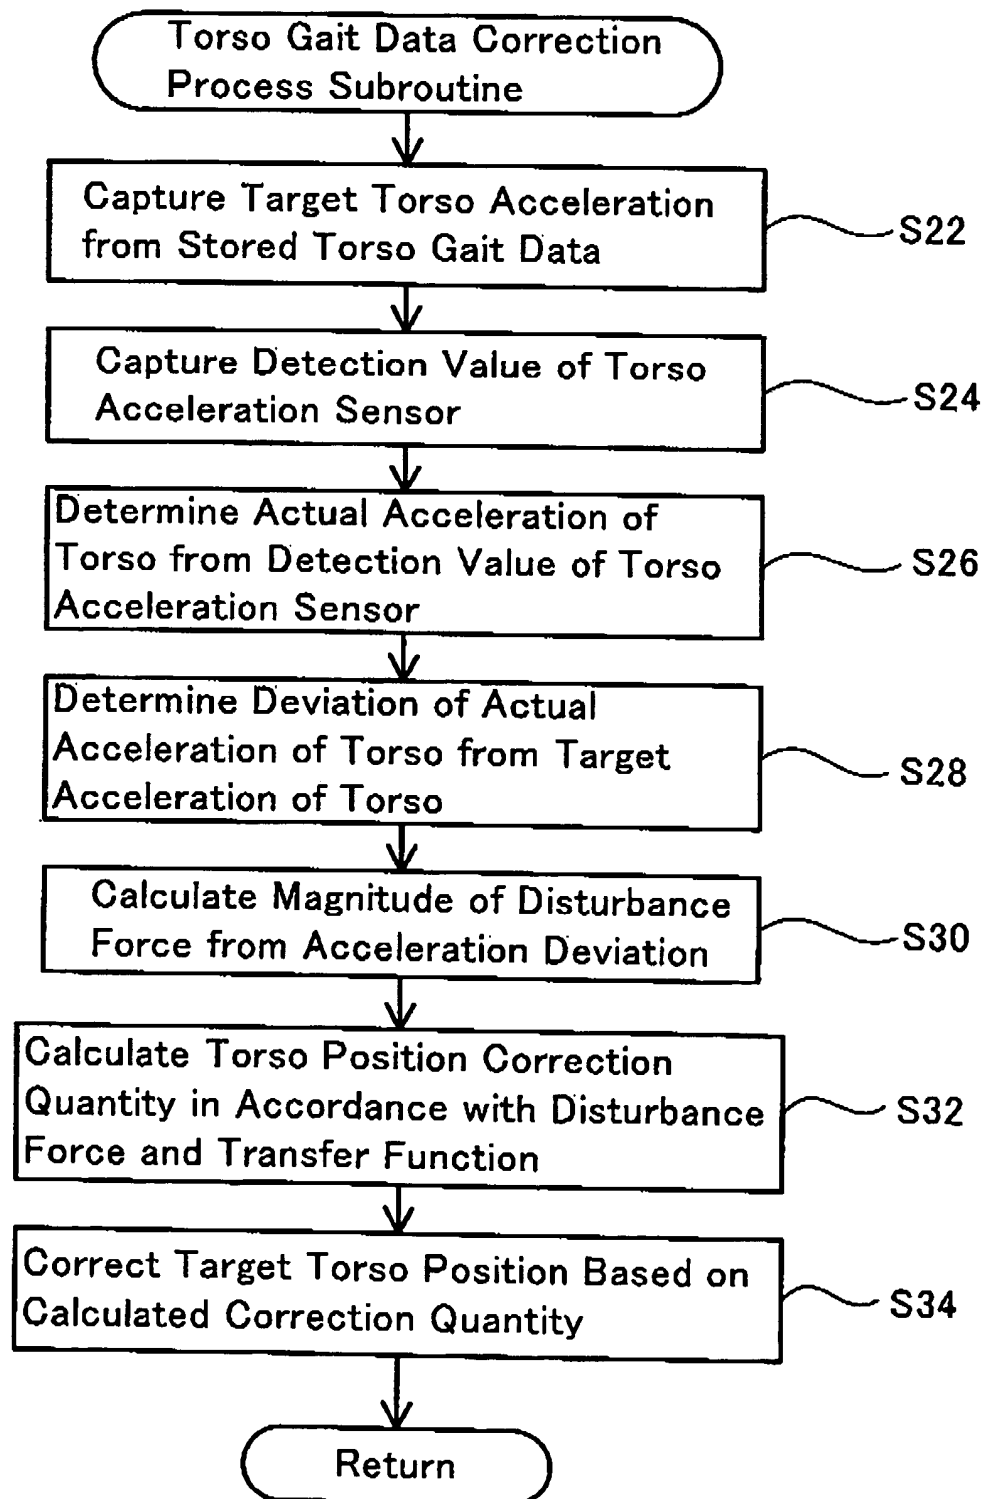 Torso Gait Data Correction
Process Subroutine
Capture Target Torso Acceleration
from Stored Torso Gait Data
S22
Capture Detection Value of Torso
Acceleration Sensor
S24
Determine Actual Acceleration of
Torso from Detection Value of Torso
Acceleration Sensor
S26
Determine Deviation of Actual
Acceleration of Torso from Target
Acceleration of Torso
S28
Calculate Magnitude of Disturbance
Force from Acceleration Deviation
S30
Calculate Torso Position Correction
Quantity in Accordance with Disturbance
Force and Transfer Function
S32
Correct Target Torso Position Based on
Calculated Correction Quantity
S34
Return